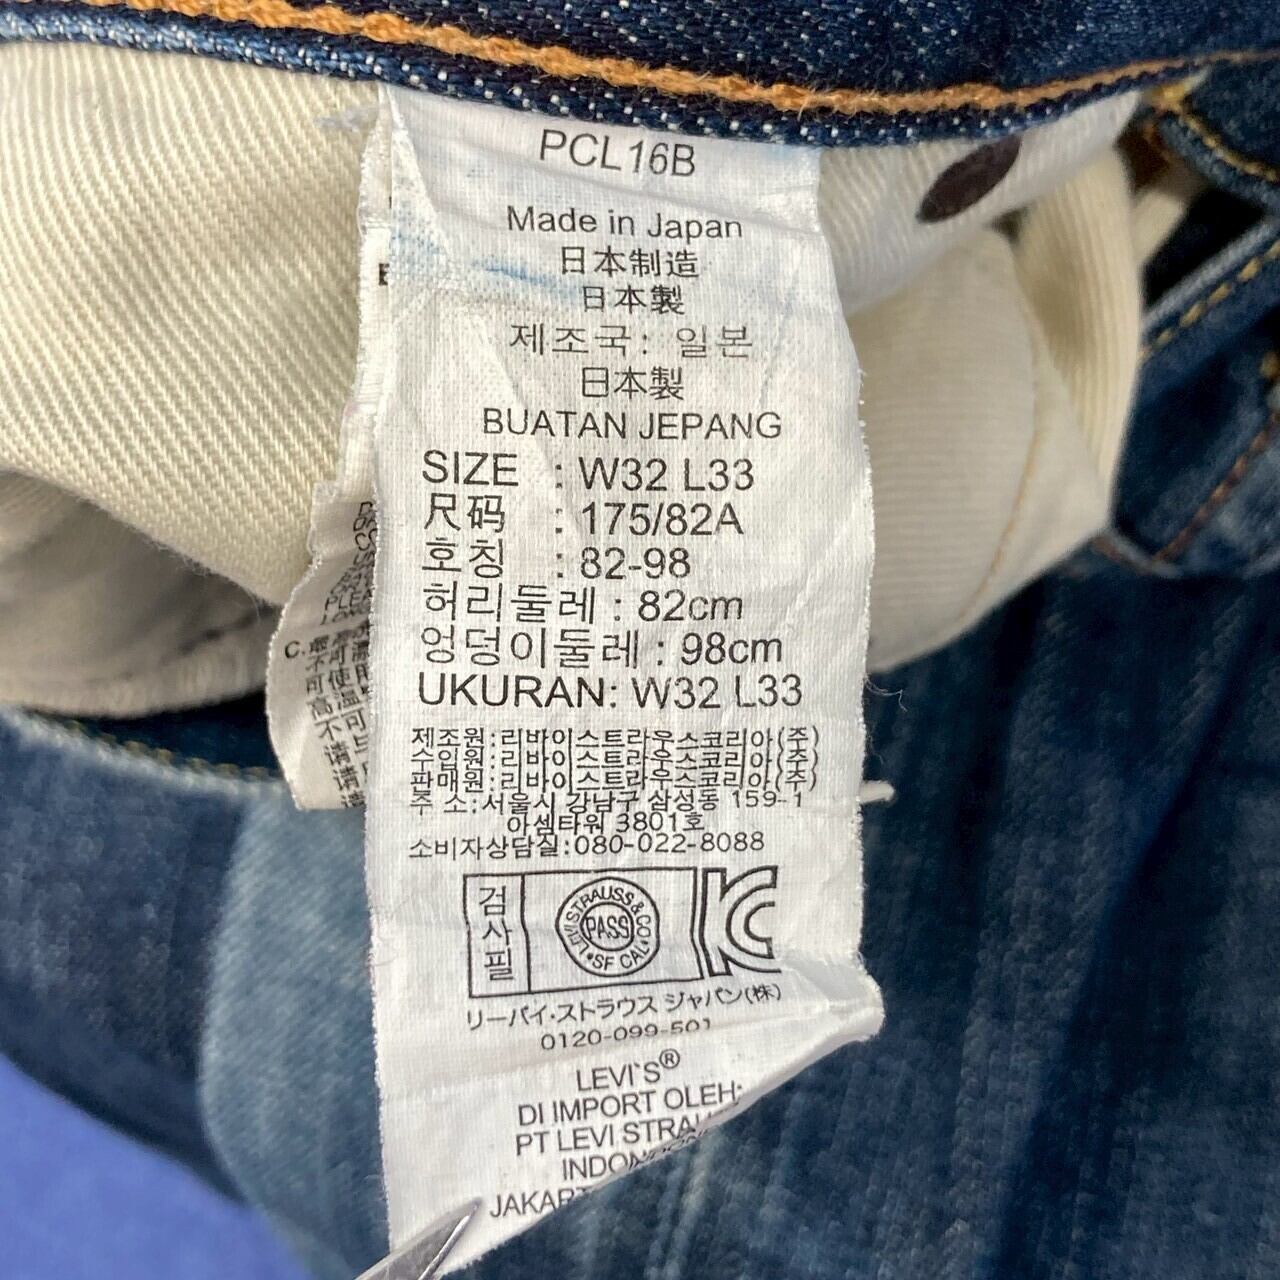 PCL16B
Made in Japan
日本制造
日本製
제조국: 일본
日本製
BUATAN JEPANG
SIZE : W32 L33
尺码 : 175/82A
호칭 : 82-98
허리둘레 : 82cm
엉덩이둘레 : 98cm
UKURAN: W32 L33
제조원:리바이스트라우스코리아(주)
수입원:리바이스트라우스코리아(주)
판매원:리바이스트라우스코리아(주)
주 소:서울시 강남구 삼성동 159-1
아셈타워 3801호
소비자상담실:080-022-8088
검사필
LEVI STRAUSS & CO
PASS
SF CAL
KC
リーバイ·ストラウス ジャパン(株)
0120-099-501
LEVI'S®
DI IMPORT OLEH:
PT LEVI
C.